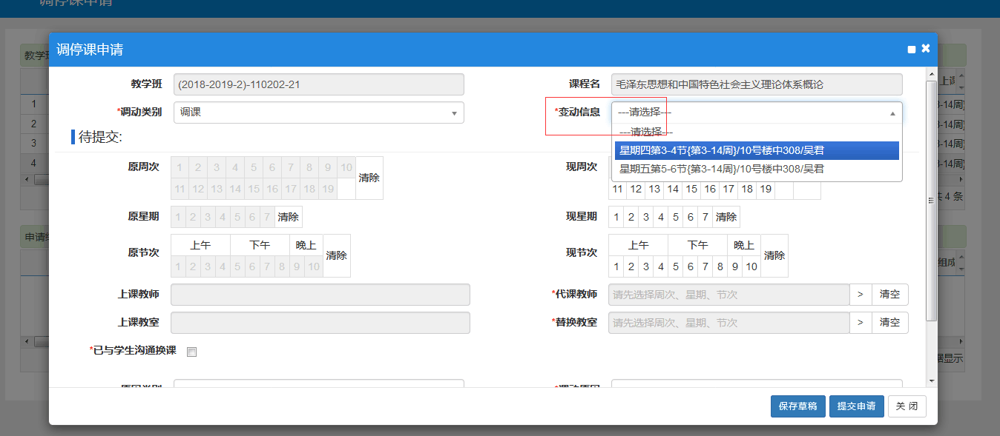 调停课申请
调停课申请
教学班 (2018-2019-2)-110202-21 课程名 毛泽东思想和中国特色社会主义理论体系概论
*调动类别 调课 *变动信息 ---请选择---
---请选择---
星期四第3-4节{第3-14周}/10号楼中308/吴君
星期五第5-6节{第3-14周}/10号楼中308/吴君
待提交:
原周次 1 2 3 4 5 6 7 8 9 10 清除 现周次
11 12 13 14 15 16 17 18 19 11 12 13 14 15 16 17 18 19
原星期 1 2 3 4 5 6 7 清除 现星期 1 2 3 4 5 6 7 清除
原节次 上午 下午 晚上 清除 现节次 上午 下午 晚上 清除
1 2 3 4 5 6 7 8 9 10 1 2 3 4 5 6 7 8 9 10
上课教师 *代课教师 请先选择周次、星期、节次 > 清空
上课教室 *替换教室 请先选择周次、星期、节次 > 清空
*已与学生沟通换课
原因类别 *调动原因
保存草稿 提交申请 关 闭
教学班
1
2
3
4
上课
3-14周}
3-14周}
3-14周}
3-14周}
共 4 条
申请
组成
据显示